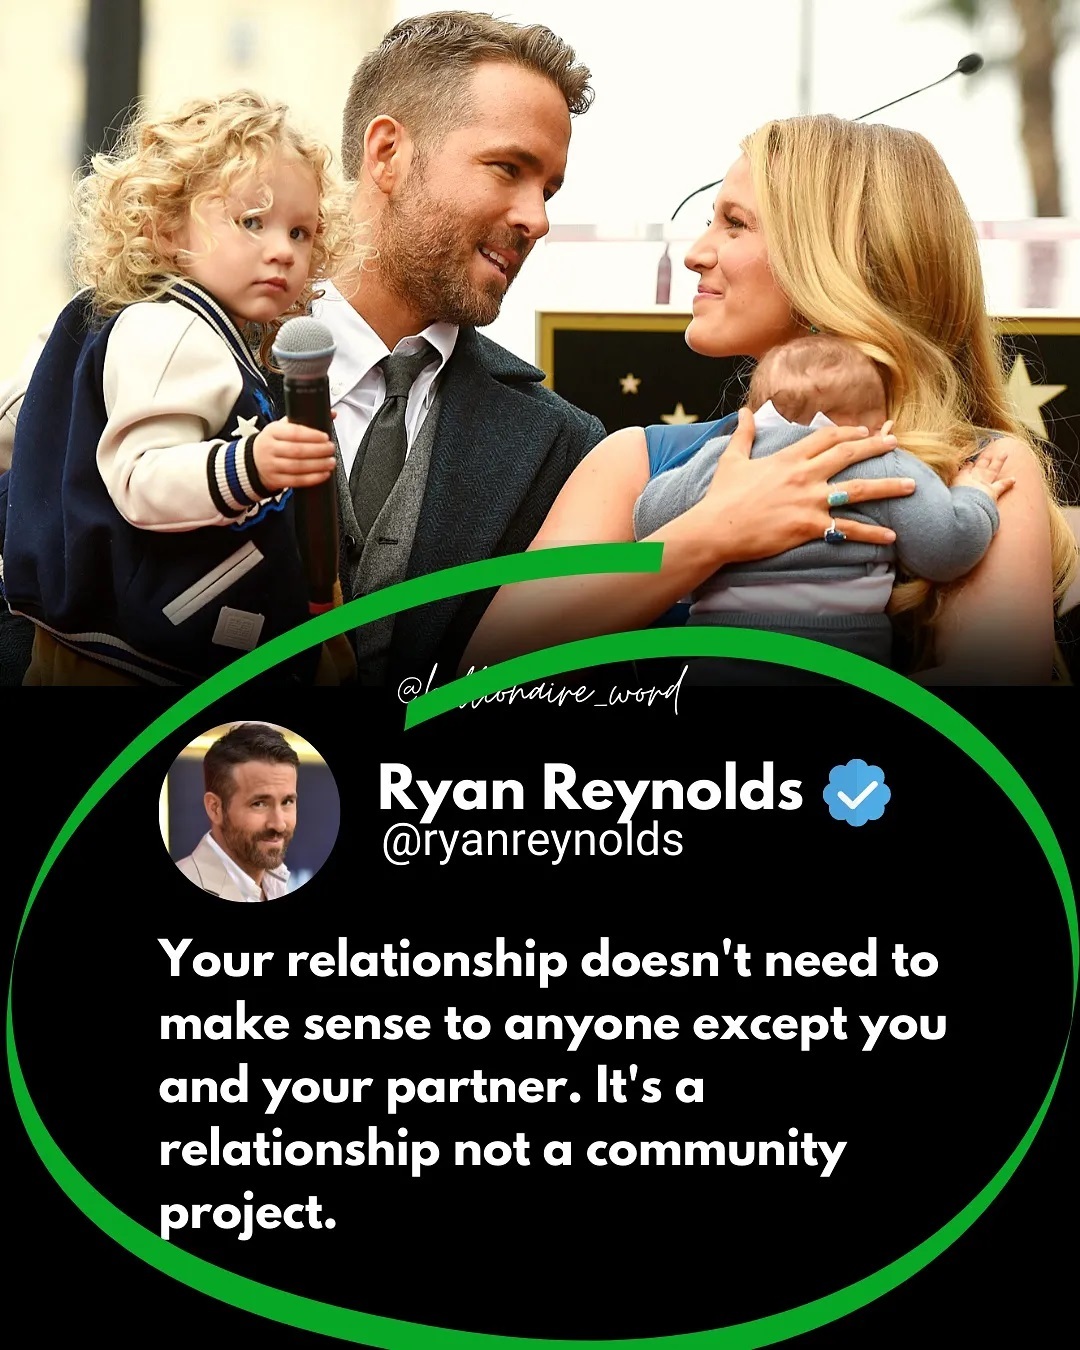 @billionaire_word
Ryan Reynolds
@ryanreynolds
Your relationship doesn't need to
make sense to anyone except you
and your partner. It's a
relationship not a community
project.